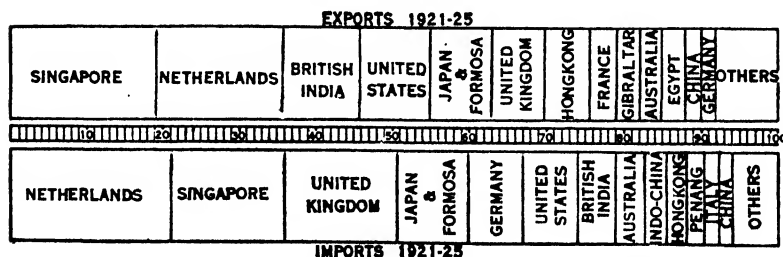 EXPORTS 1921-25
SINGAPORE
NETHERLANDS
BRITISH
INDIA
UNITED
STATES
JAPAN
&
FORMOSA
UNITED
KINGDOM
HONGKONG
FRANCE
GIBRALTAR
AUSTRALIA
EGYPT
CHINA
GERMANY
OTHERS
10 20 30 40 50 60 70 80 90 100
NETHERLANDS
SINGAPORE
UNITED
KINGDOM
JAPAN
&
FORMOSA
GERMANY
UNITED
STATES
BRITISH
INDIA
AUSTRALIA
INDO-CHINA
HONGKONG
PENANG
ITALY
CHINA
OTHERS
IMPORTS 1921-25